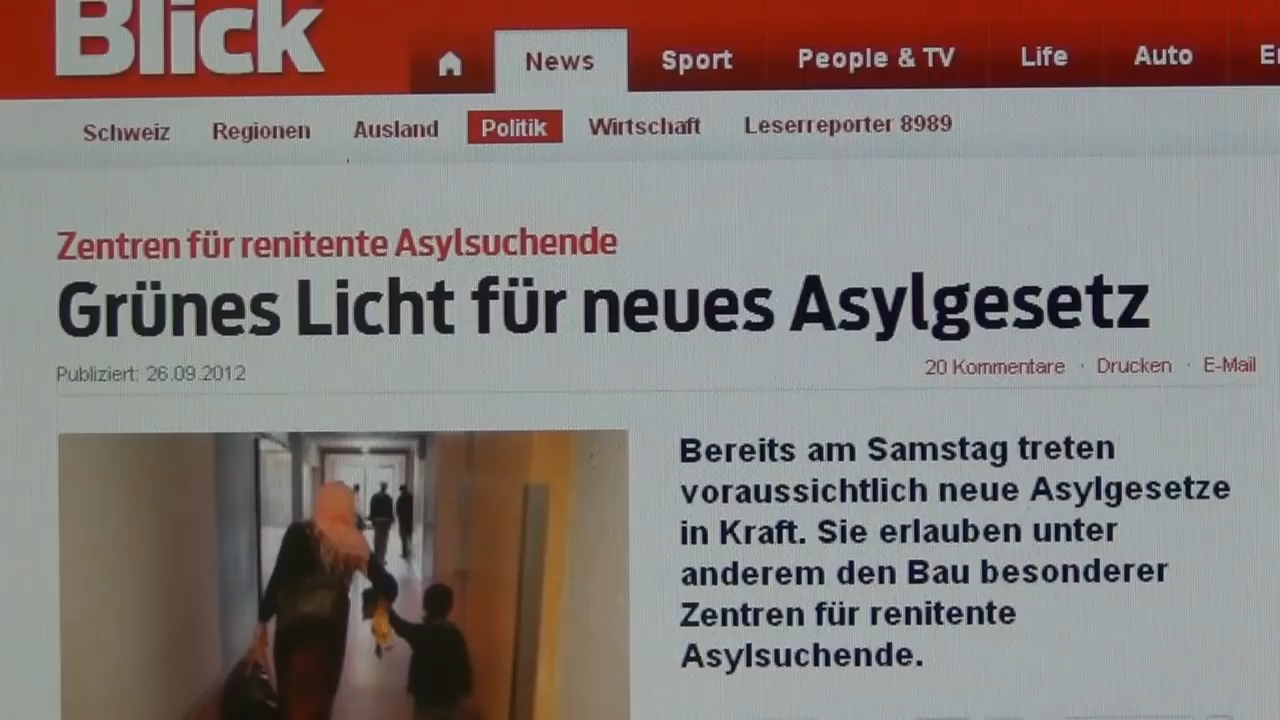 Blick
News Sport People & TV Life Auto
Schweiz Regionen Ausland Politik Wirtschaft Leserreporter 8989
Zentren für renitente Asylsuchende
Grünes Licht für neues Asylgesetz
Publiziert: 26.09.2012
20 Kommentare · Drucken · E-Mail
Bereits am Samstag treten
voraussichtlich neue Asylgesetze
in Kraft. Sie erlauben unter
anderem den Bau besonderer
Zentren für renitente
Asylsuchende.